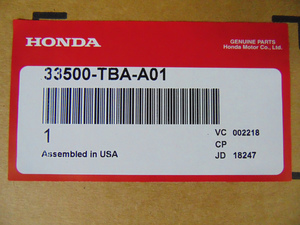 HONDA
GENUINE PARTS
Honda Motor Co., Ltd.
33500-TBA-A01
1
VC 002218
CP
Assembled in USA
JD 18247